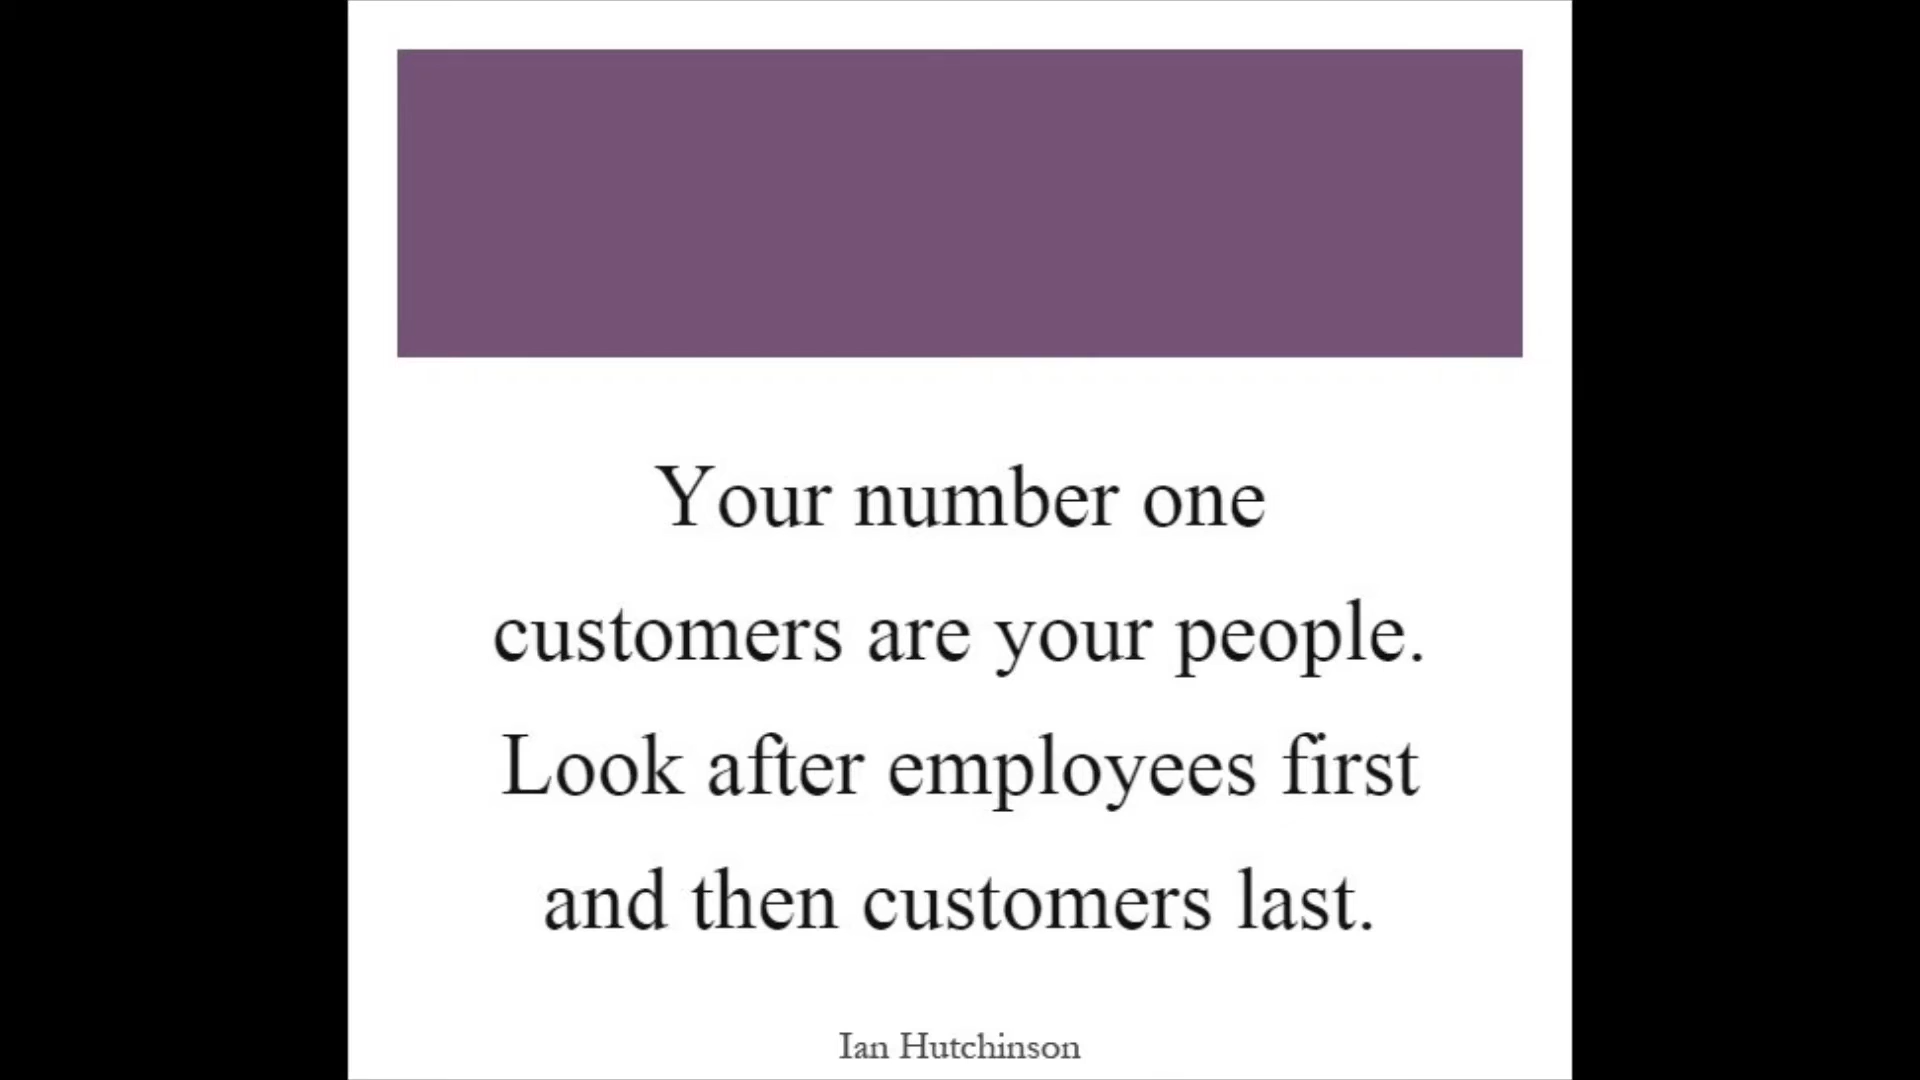 Your number one
customers are your people.
Look after employees first
and then customers last.
Ian Hutchinson